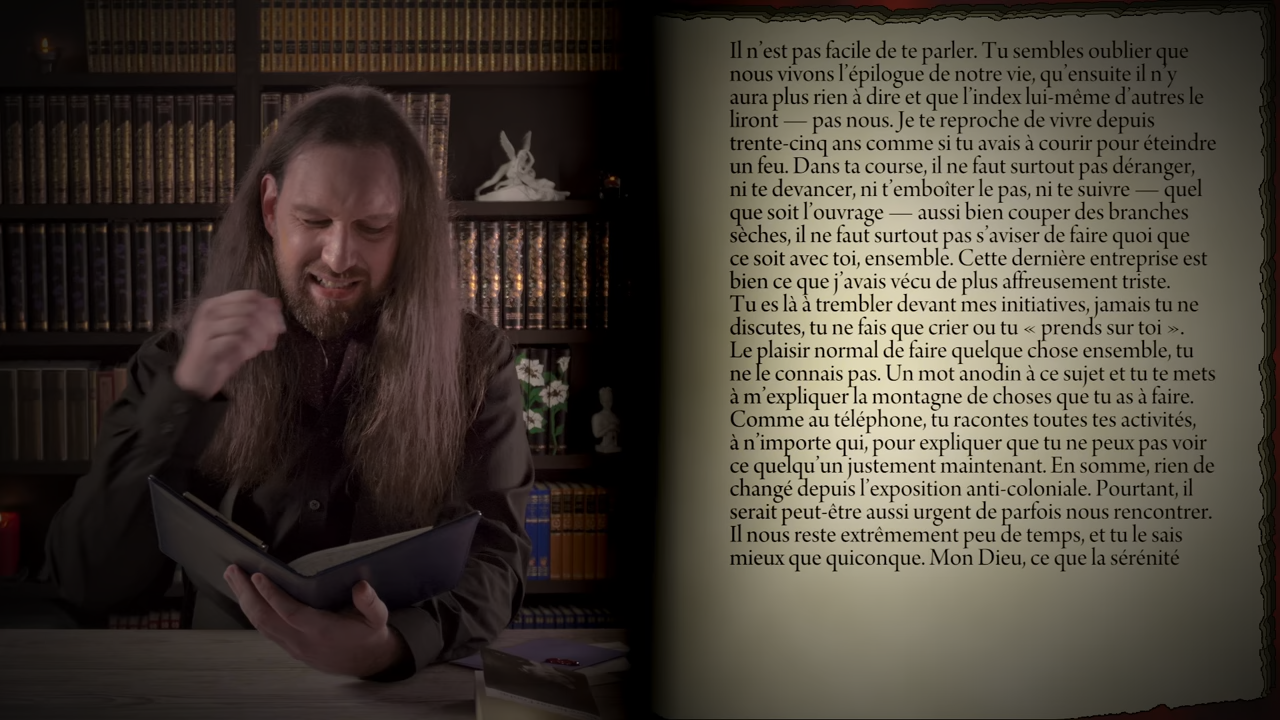 Il n’est pas facile de te parler. Tu sembles oublier que
nous vivons l’épilogue de notre vie, qu’ensuite il n’y
aura plus rien à dire et que l’index lui-même d’autres le
liront — pas nous. Je te reproche de vivre depuis
trente-cinq ans comme si tu avais à courir pour éteindre
un feu. Dans ta course, il ne faut surtout pas déranger,
ni te devancer, ni t’emboîter le pas, ni te suivre — quel
que soit l’ouvrage — aussi bien couper des branches
sèches, il ne faut surtout pas s’aviser de faire quoi que
ce soit avec toi, ensemble. Cette dernière entreprise est
bien ce que j’avais vécu de plus affreusement triste.
Tu es là à trembler devant mes initiatives, jamais tu ne
discutes, tu ne fais que crier ou tu « prends sur toi ».
Le plaisir normal de faire quelque chose ensemble, tu
ne le connais pas. Un mot anodin à ce sujet et tu te mets
à m’expliquer la montagne de choses que tu as à faire.
Comme au téléphone, tu racontes toutes tes activités,
à n’importe qui, pour expliquer que tu ne peux pas voir
ce quelqu’un justement maintenant. En somme, rien de
changé depuis l’exposition anti-coloniale. Pourtant, il
serait peut-être aussi urgent de parfois nous rencontrer.
Il nous reste extrêmement peu de temps, et tu le sais
mieux que quiconque. Mon Dieu, ce que la sérénité